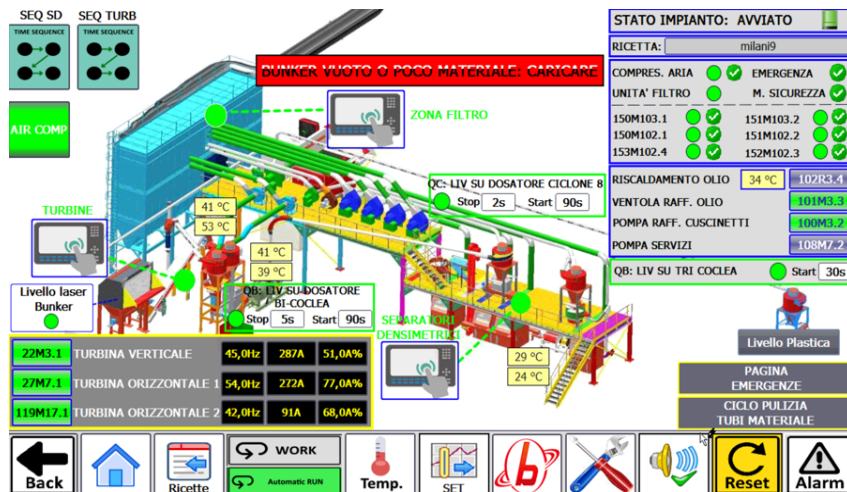 SEQ SD
SEQ TURB
TIME SEQUENCE
TIME SEQUENCE
AIR COMP
BUNKER VUOTO O POCO MATERIALE: CARICARE
ZONA FILTRO
STATO IMPIANTO: AVVIATO
RICETTA: milani9
COMPRES. ARIA
EMERGENZA
UNITA' FILTRO
M. SICUREZZA
150M103.1
151M103.2
150M102.1
151M102.2
153M102.4
152M102.3
RISCALDAMENTO OLIO 34 °C 102R3.4
VENTOLA RAFF. OLIO 101M3.3
POMPA RAFF. CUSCINETTI 100M3.2
POMPA SERVIZI 108M7.2
QB: LIV SU TRI COCLEA Start 30s
QC: LIV SU DOSATORE CICLONE 8
Stop 2s Start 90s
TURBINE
41 °C
53 °C
41 °C
39 °C
Livello laser
Bunker
QB: LIV SU DOSATORE
BI-COCLEA
Stop 5s Start 90s
SEPARATORI
DENSIMETRICI
29 °C
24 °C
Livello Plastica
PAGINA
EMERGENZE
CICLO PULIZIA
TUBI MATERIALE
22M3.1 TURBINA VERTICALE 45,0Hz 287A 51,0A%
27M7.1 TURBINA ORIZZONTALE 1 54,0Hz 272A 77,0A%
119M17.1 TURBINA ORIZZONTALE 2 42,0Hz 91A 68,0A%
Back
Ricette
WORK
Automatic RUN
Temp.
SET
b
Reset
Alarm